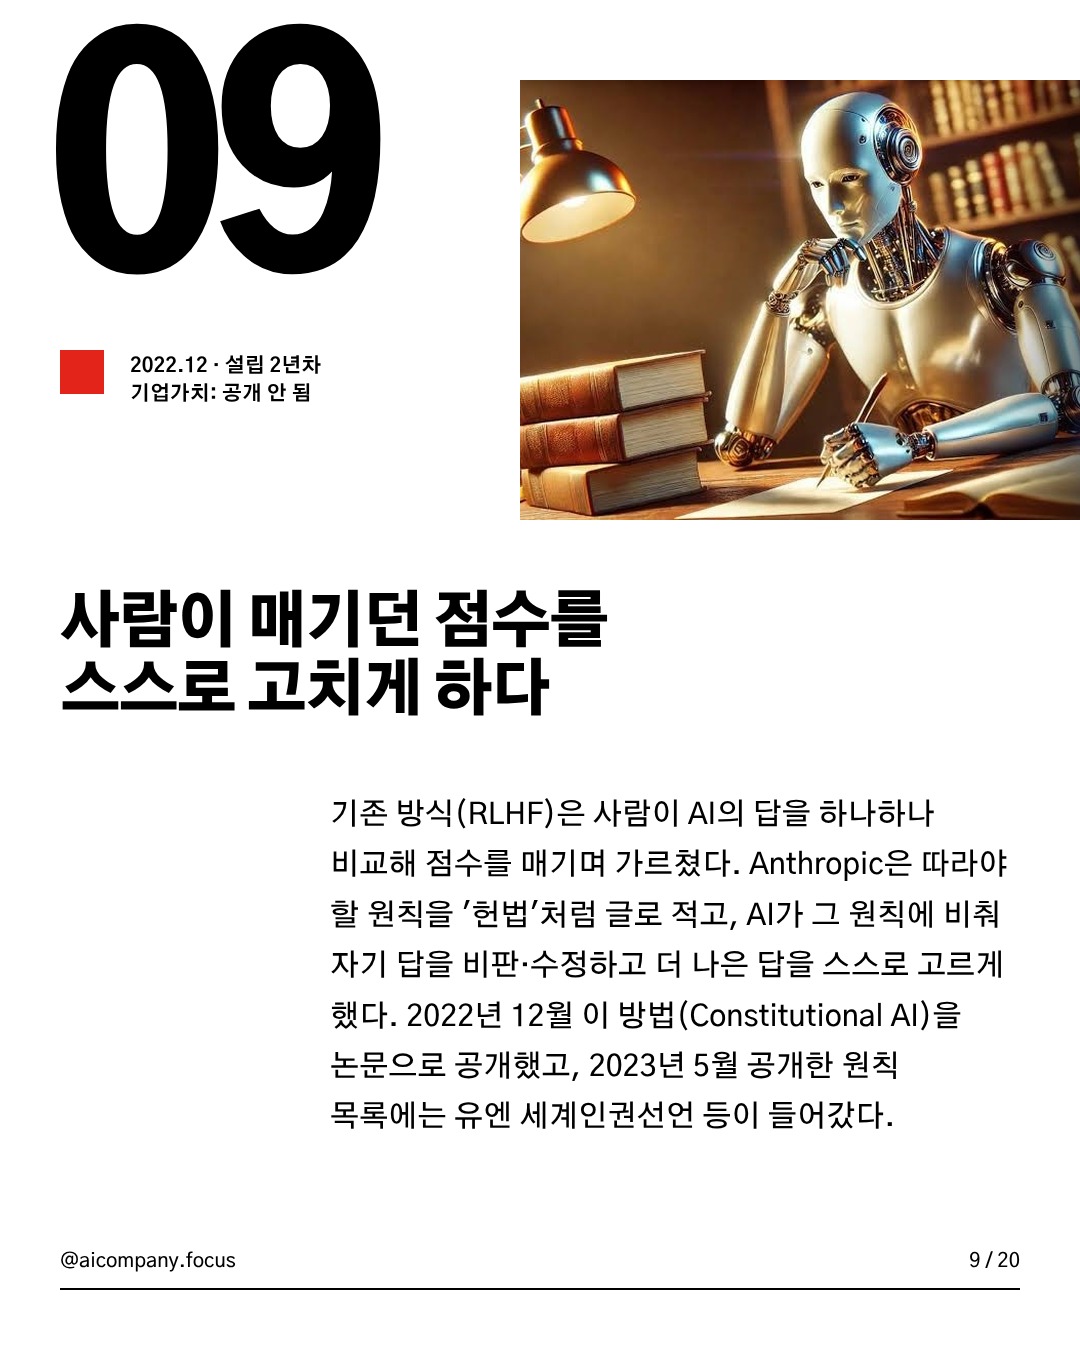 09
2022.12 · 설립 2년차
기업가치: 공개 안 됨
사람이 매기던 점수를
스스로 고치게 하다
기존 방식(RLHF)은 사람이 AI의 답을 하나하나
비교해 점수를 매기며 가르쳤다. Anthropic은 따라야
할 원칙을 '헌법'처럼 글로 적고, AI가 그 원칙에 비춰
자기 답을 비판·수정하고 더 나은 답을 스스로 고르게
했다. 2022년 12월 이 방법(Constitutional AI)을
논문으로 공개했고, 2023년 5월 공개한 원칙
목록에는 유엔 세계인권선언 등이 들어갔다.
@aicompany.focus
9 / 20